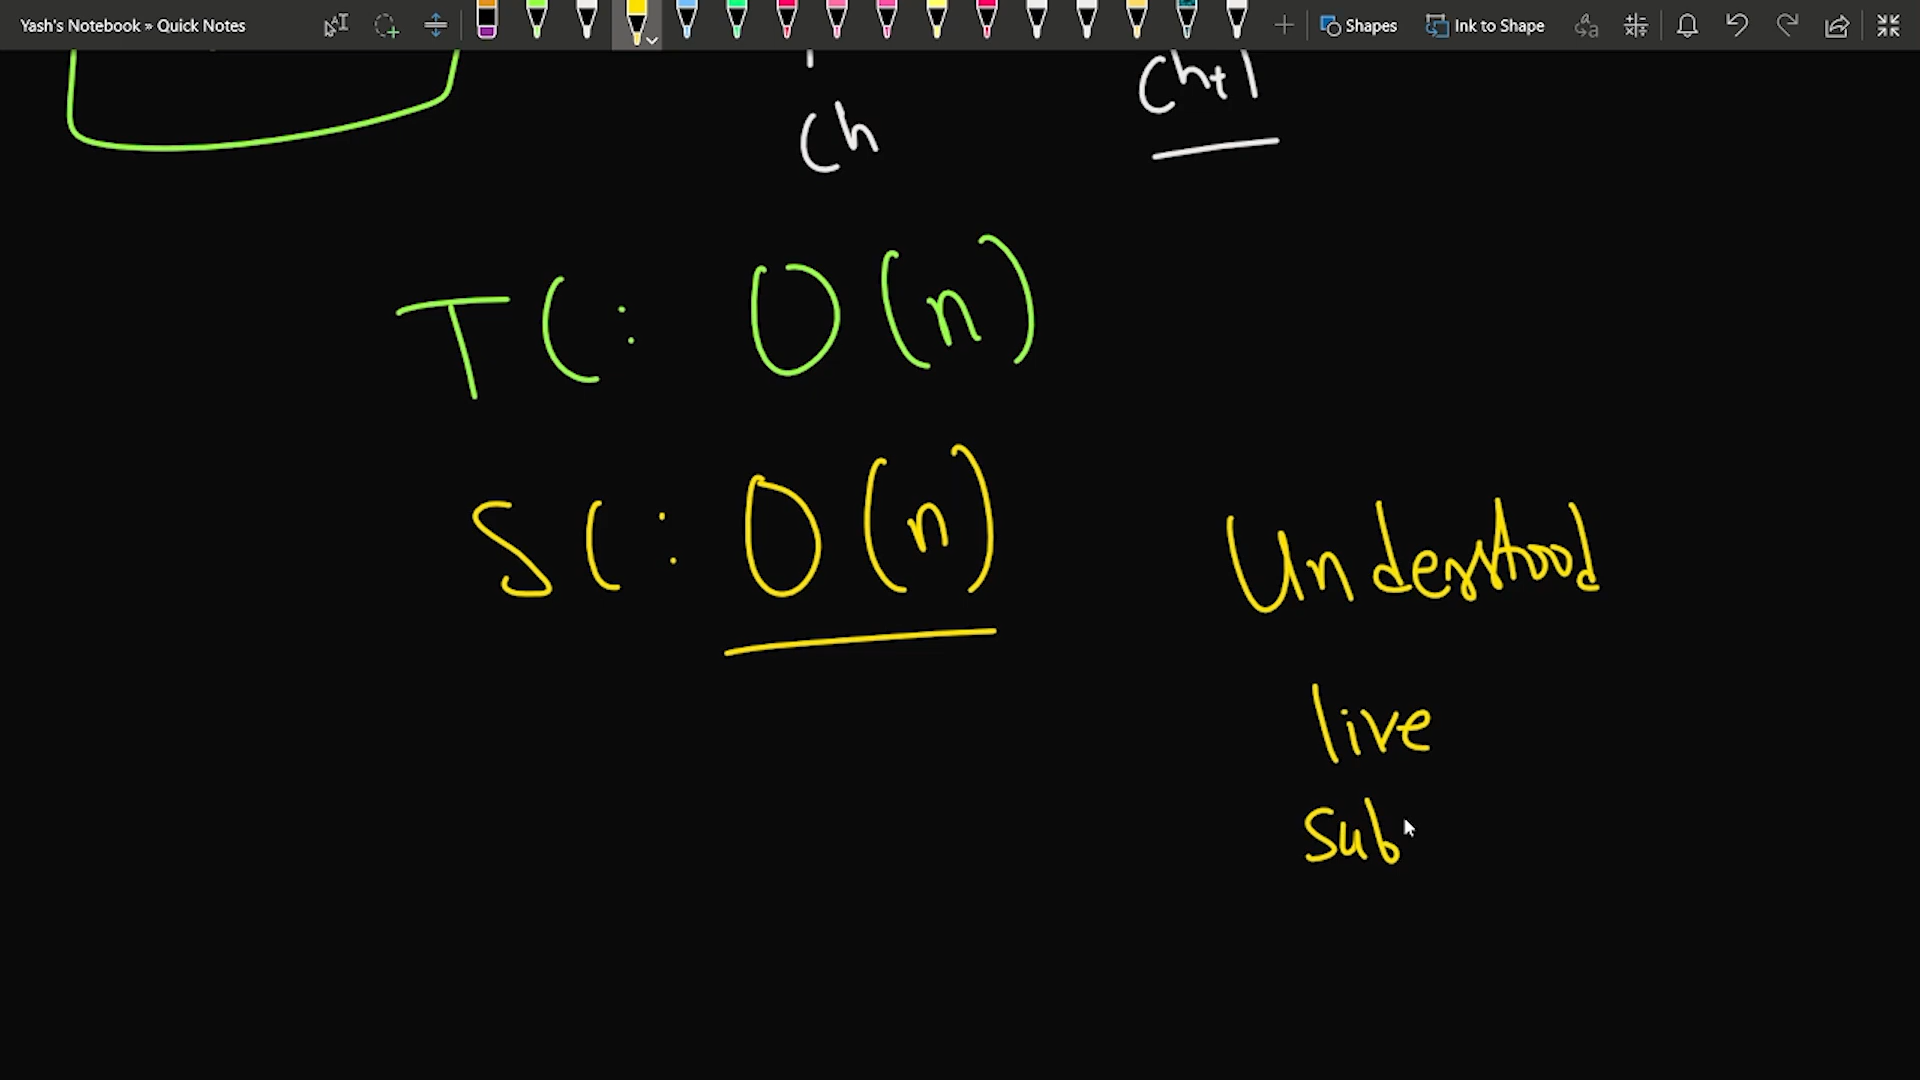 Yash's Notebook » Quick Notes
Shapes
Ink to Shape
Ch
Ch+1
TC: O(n)
SC: O(n)
Understood
live
Sub